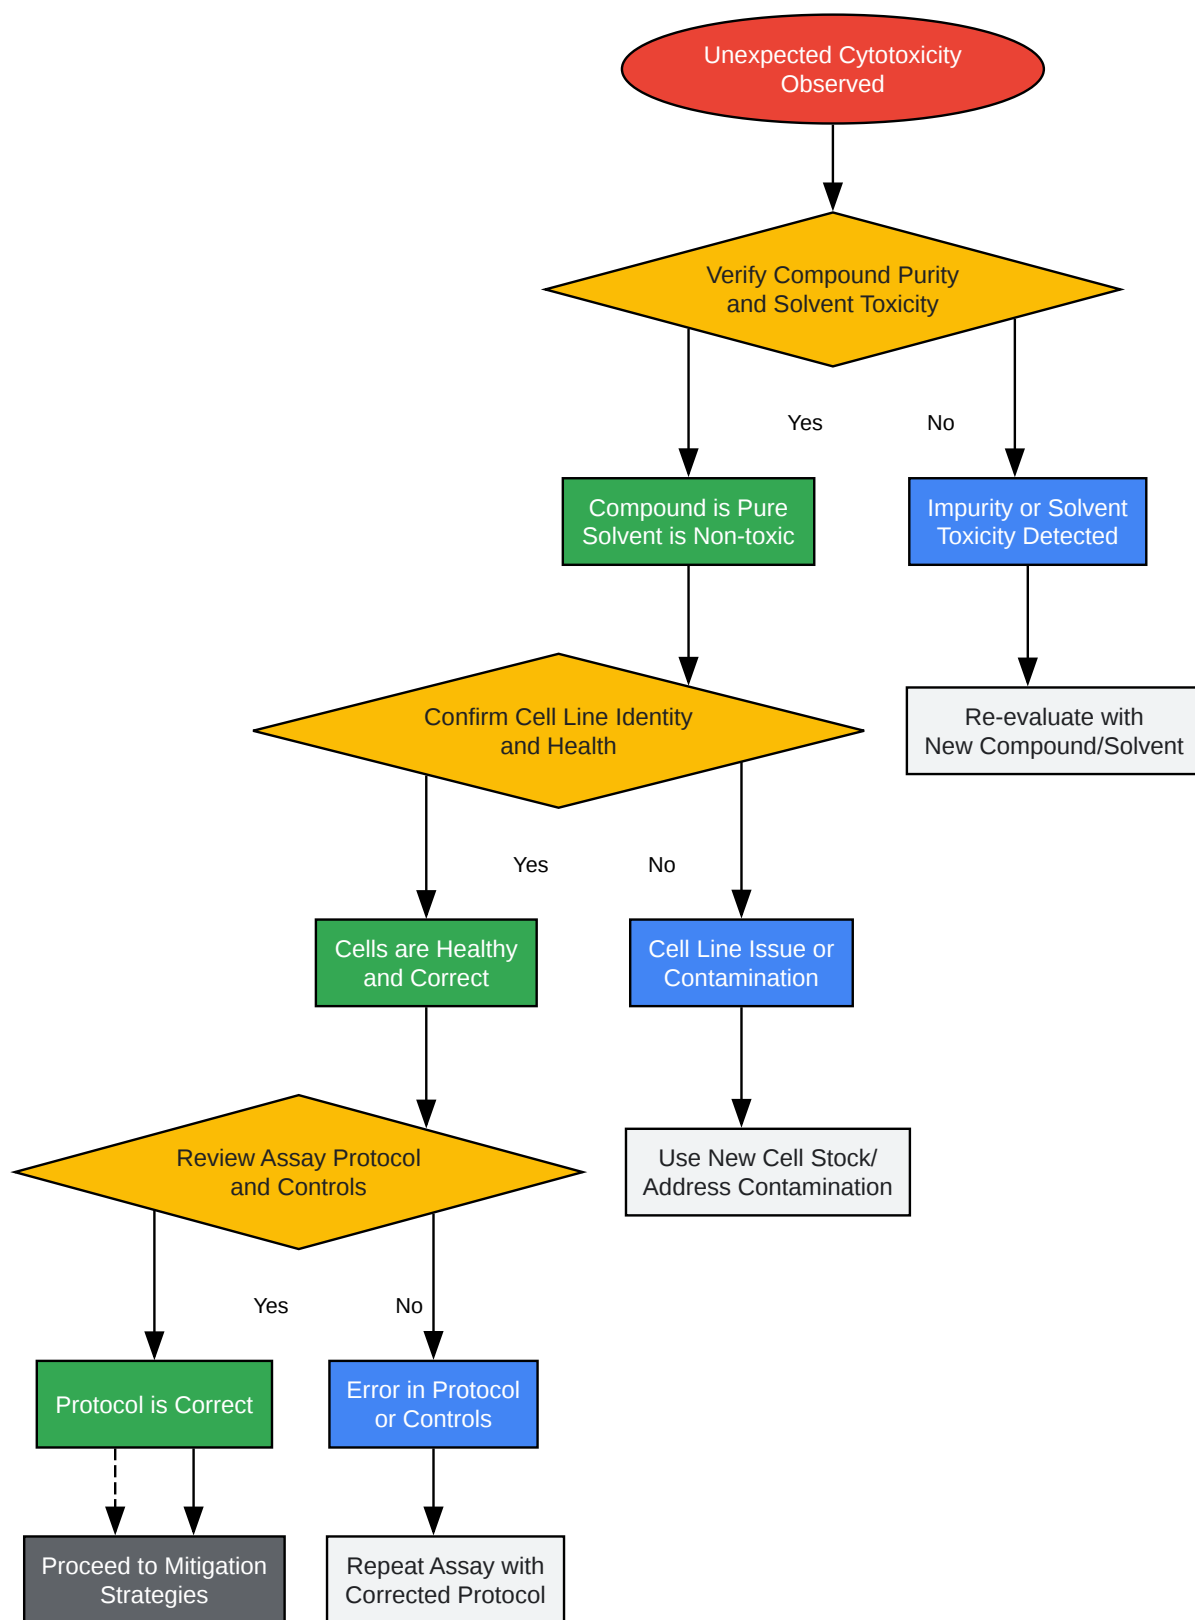 Unexpected Cytotoxicity
Observed
Verify Compound Purity
and Solvent Toxicity
Yes
No
Compound is Pure
Solvent is Non-toxic
Impurity or Solvent
Toxicity Detected
Confirm Cell Line Identity
and Health
Re-evaluate with
New Compound/Solvent
Yes
No
Cells are Healthy
and Correct
Cell Line Issue or
Contamination
Review Assay Protocol
and Controls
Use New Cell Stock/
Address Contamination
Yes
No
Protocol is Correct
Error in Protocol
or Controls
Proceed to Mitigation
Strategies
Repeat Assay with
Corrected Protocol